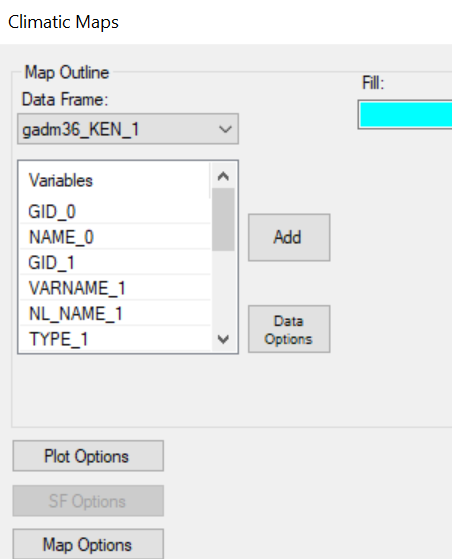 Climatic Maps
Map Outline
Data Frame:
Fill:
gadm36_KEN_1
Variables
GID_0
NAME_0
GID_1
VARNAME_1
NL_NAME_1
TYPE_1
Add
Data
Options
Plot Options
SF Options
Map Options